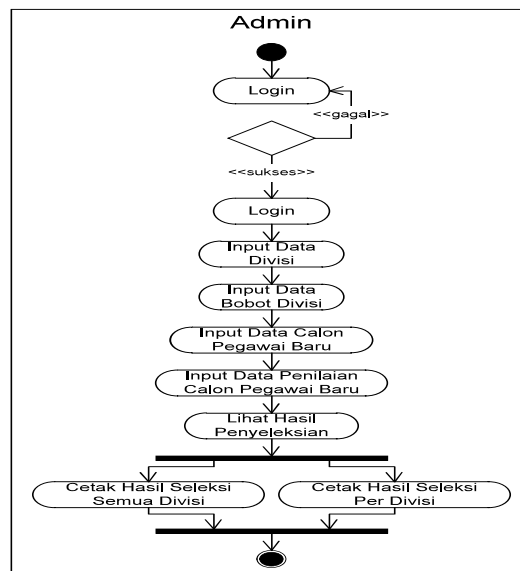 Admin
Login
<<gagal>>
<<sukses>>
Login
Input Data
Divisi
Input Data
Bobot Divisi
Input Data Calon
Pegawai Baru
Input Data Penilaian
Calon Pegawai Baru
Lihat Hasil
Penyeleksian
Cetak Hasil Seleksi
Semua Divisi
Cetak Hasil Seleksi
Per Divisi